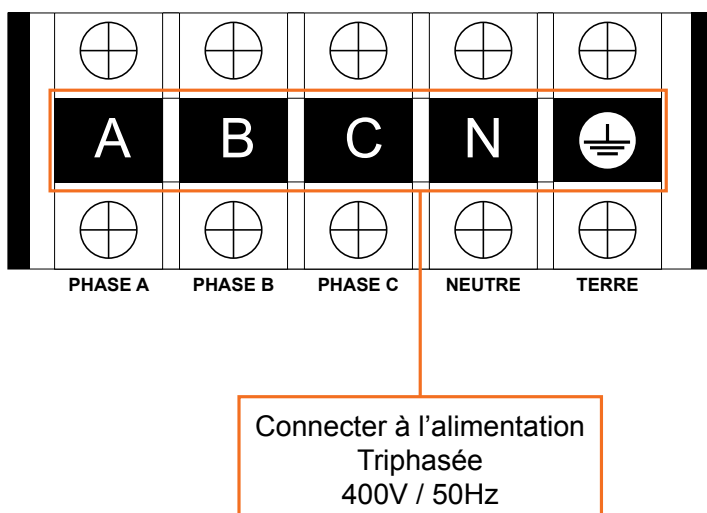 A B C N
PHASE A PHASE B PHASE C NEUTRE TERRE
Connecter à l’alimentation
Triphasée
400V / 50Hz